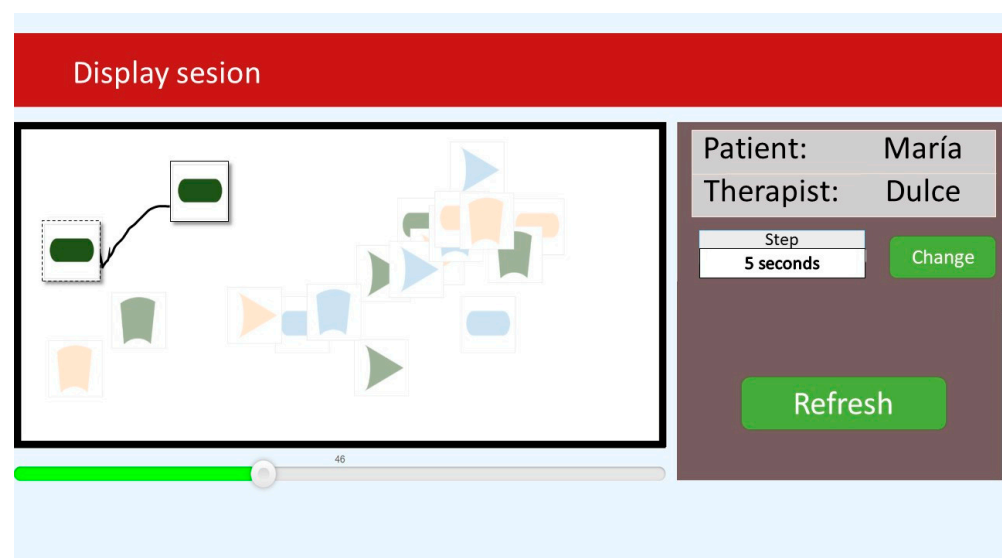 Display sesion
Patient: María
Therapist: Dulce
Step
5 seconds
Change
Refresh
46